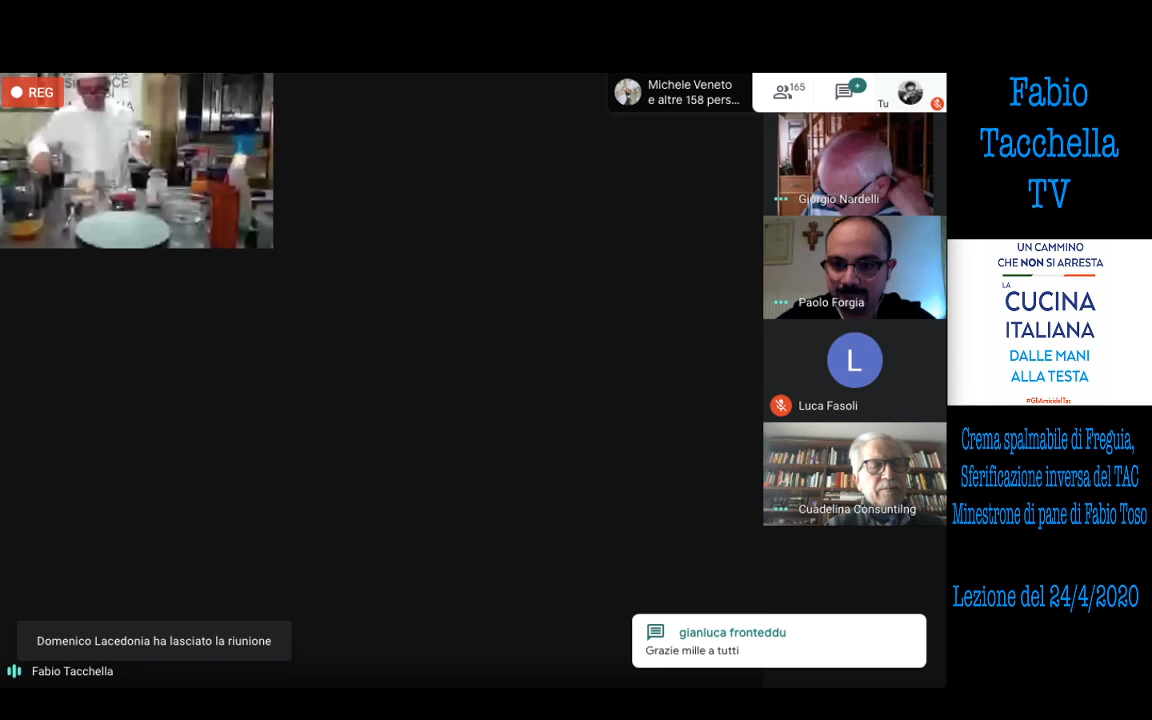 REG
Michele Veneto
e altre 158 pers...
165
Tu
Giorgio Nardelli
Paolo Forgia
L
Luca Fasoli
Cuadelina Consuntilng
Domenico Lacedonia ha lasciato la riunione
Fabio Tacchella
gianluca fronteddu
Grazie mille a tutti
Fabio
Tacchella
TV
UN CAMMINO
CHE NON SI ARRESTA
LA
CUCINA
ITALIANA
DALLE MANI
ALLA TESTA
#GliAmicidelTac
Crema spalmabile di Freguia,
Sferificazione inversa del TAC
Minestrone di pane di Fabio Toso
Lezione del 24/4/2020